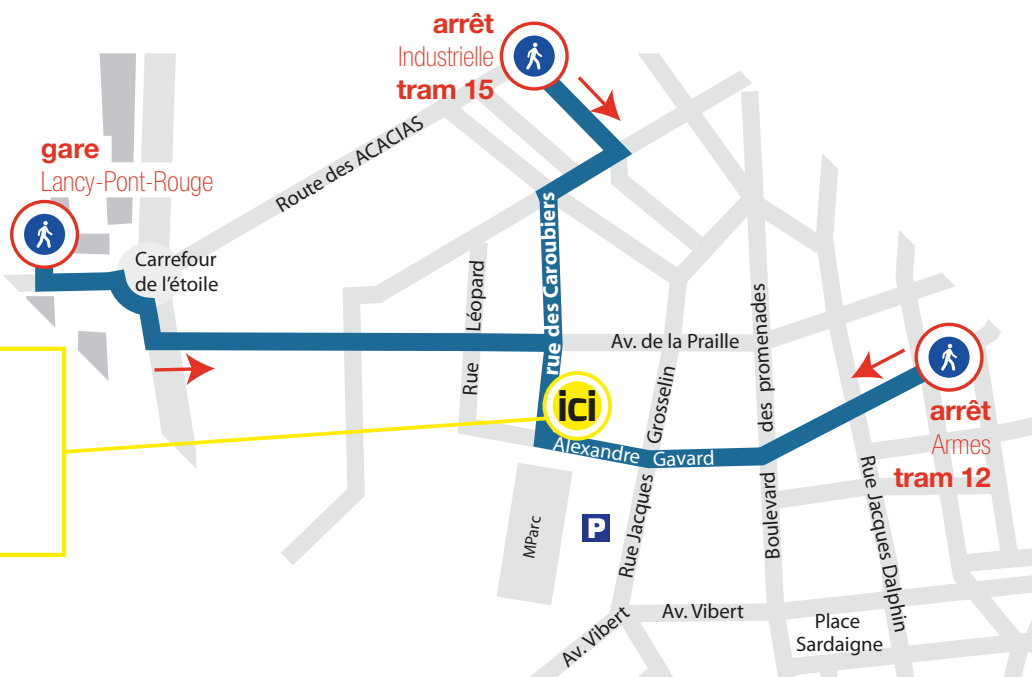 arrêt
Industrielle
tram 15
gare
Lancy-Pont-Rouge
Route des ACACIAS
Carrefour
de l'étoile
rue des Caroubiers
Rue Léopard
Av. de la Praille
Boulevard des promenades
Rue Jacques Grosselin
ici
Alexandre Gavard
arrêt
Armes
tram 12
Rue Jacques Dalphin
MParc
P
Av. Vibert
Av. Vibert
Place
Sardaigne